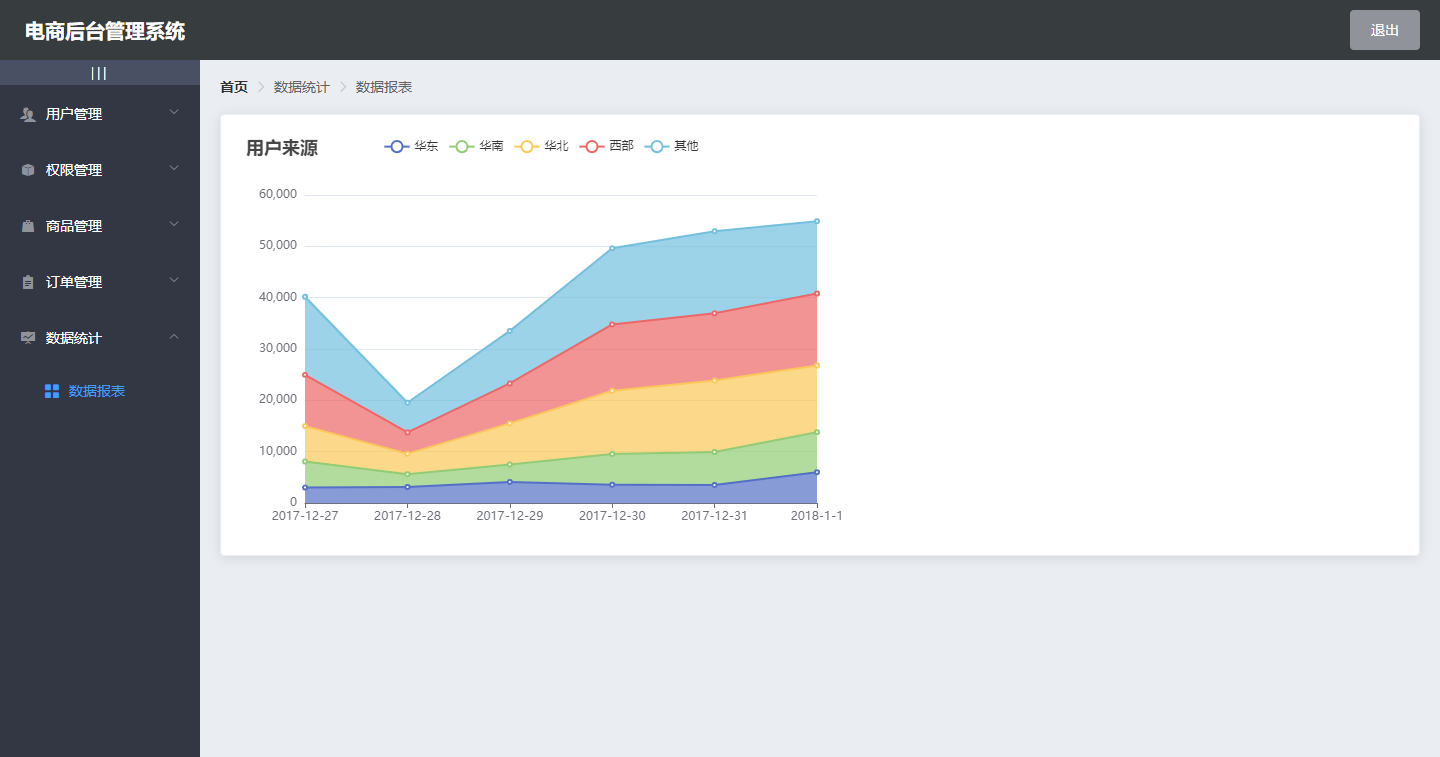 电商后台管理系统
退出
|||
用户管理
权限管理
商品管理
订单管理
数据统计
数据报表
首页 > 数据统计 > 数据报表
用户来源
华东 华南 华北 西部 其他
60,000
50,000
40,000
30,000
20,000
10,000
0
2017-12-27 2017-12-28 2017-12-29 2017-12-30 2017-12-31 2018-1-1